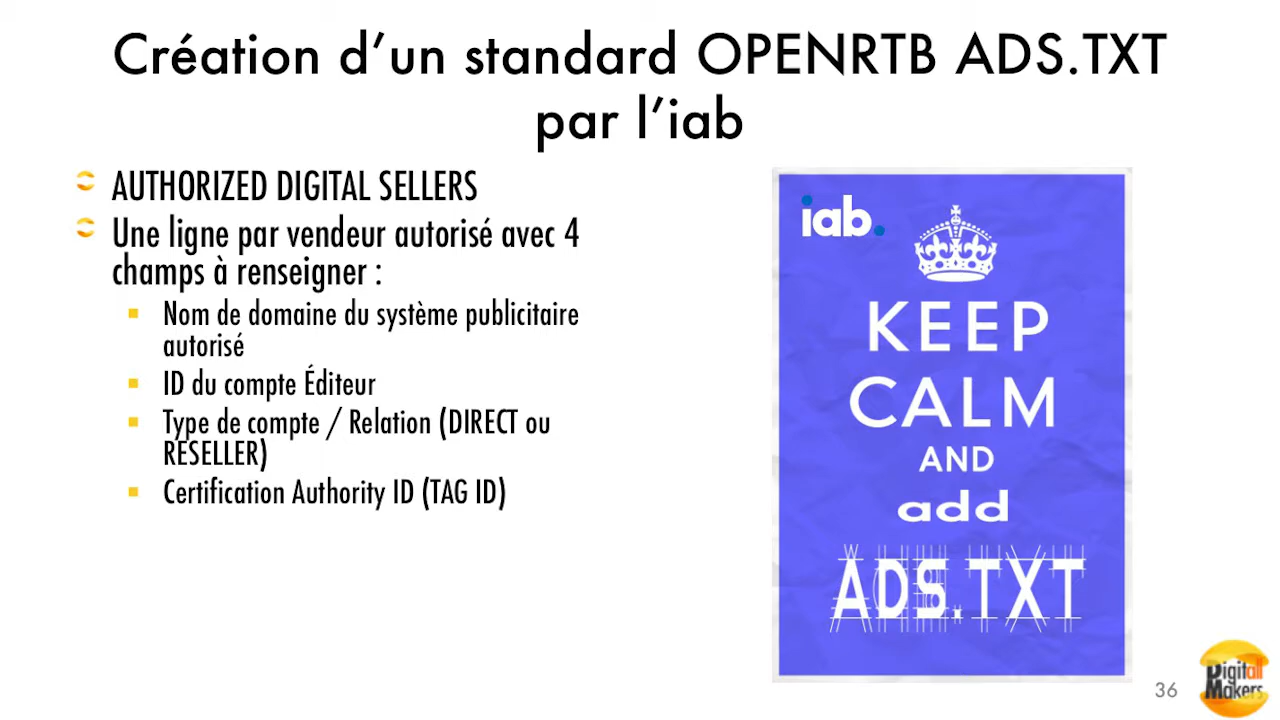 Création d’un standard OPENRTB ADS.TXT
par l’iab
AUTHORIZED DIGITAL SELLERS
Une ligne par vendeur autorisé avec 4
champs à renseigner :
Nom de domaine du système publicitaire
autorisé
ID du compte Éditeur
Type de compte / Relation (DIRECT ou
RESELLER)
Certification Authority ID (TAG ID)
iab.
KEEP
CALM
AND
add
ADS.TXT
36
Digitall
Makers